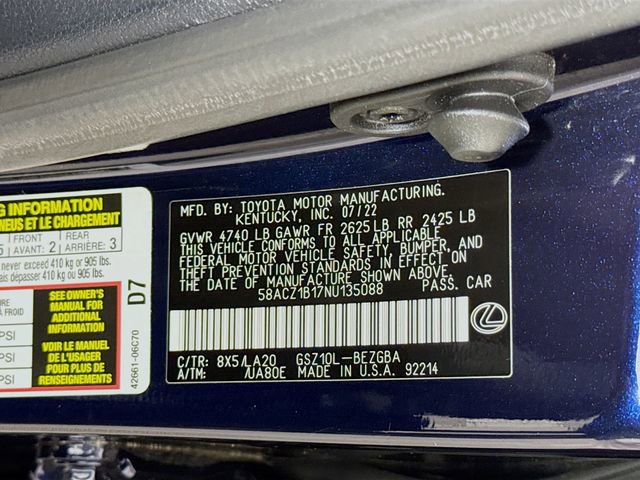 G INFORMATION
NEUS ET LE CHARGEMENT
FRONT
AVANT: 2
REAR
ARRIÈRE: 3
never exceed 410 kg or 905 lbs.
dépasser 410 kg ou 905 lb.
À FROID
PSI
PSI
SEE OWNER'S
MANUAL FOR
ADDITIONAL
INFORMATION
VOIR LE MANUEL
DE L'USAGER
POUR PLUS DE
RENSEIGNEMENTS
D7
42661-06C70
MFD. BY: TOYOTA MOTOR MANUFACTURING.
KENTUCKY, INC. 07/22
GVWR 4740 LB GAWR FR 2625 LB RR 2425 LB
THIS VEHICLE CONFORMS TO ALL APPLICABLE
FEDERAL MOTOR VEHICLE SAFETY, BUMPER, AND
THEFT PREVENTION STANDARDS IN EFFECT ON
THE DATE OF MANUFACTURE SHOWN ABOVE.
58ACZ1B17NU135088 PASS. CAR
C/TR: 8X5/LA20 GSZ10L-BEZGBA
A/TM: /UA80E MADE IN U.S.A. 92214